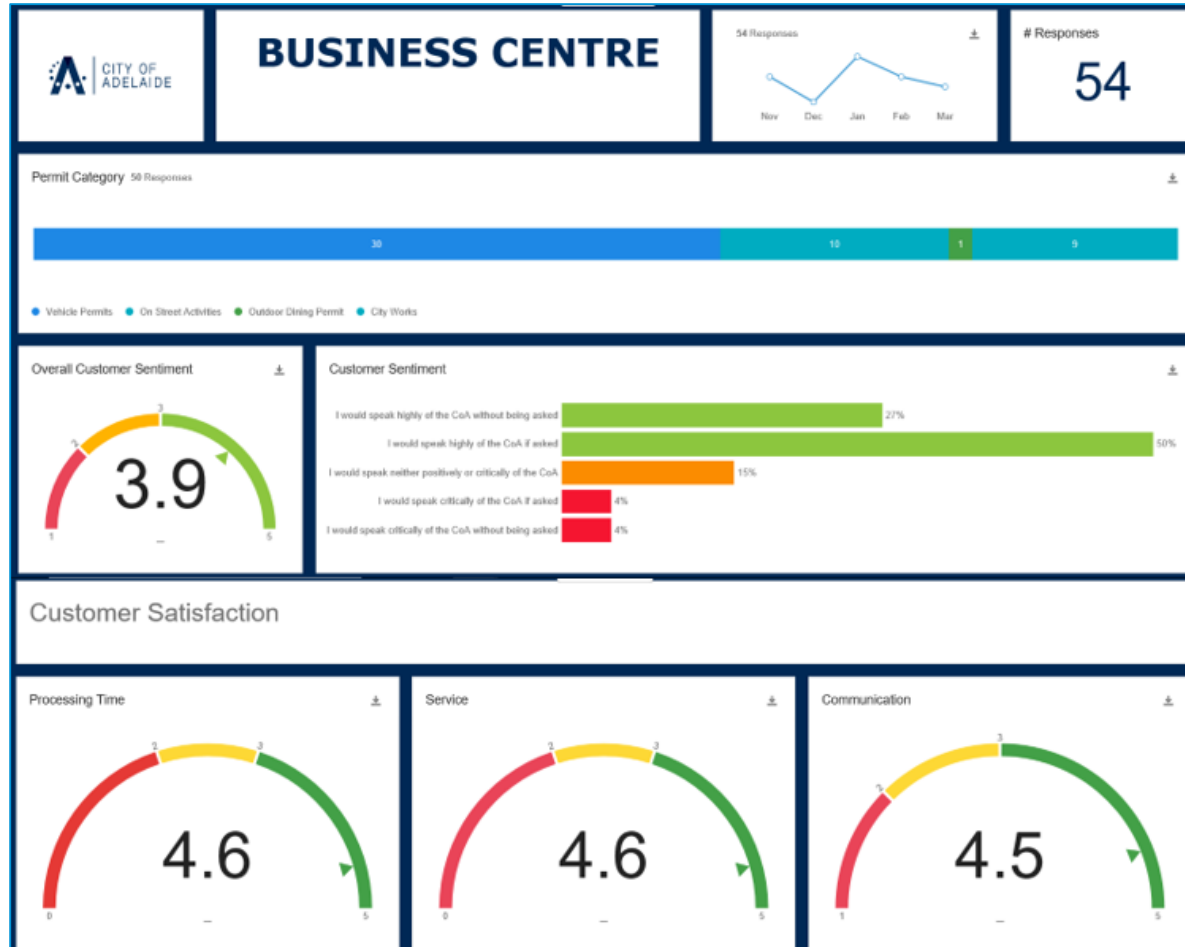 CITY OF
ADELAIDE
BUSINESS CENTRE
54 Responses
Nov Dec Jan Feb Mar
# Responses
54
Permit Category 50 Responses
30 10 1 9
Vehicle Permits On Street Activities Outdoor Dining Permit City Works
Overall Customer Sentiment
1 2 3 5
3.9
–
Customer Sentiment
I would speak highly of the CoA without being asked 27%
I would speak highly of the CoA if asked 50%
I would speak neither positively or critically of the CoA 15%
I would speak critically of the CoA if asked 4%
I would speak critically of the CoA without being asked 4%
Customer Satisfaction
Processing Time
0 2 3 5
4.6
–
Service
0 2 3 5
4.6
–
Communication
1 2 3 5
4.5
–